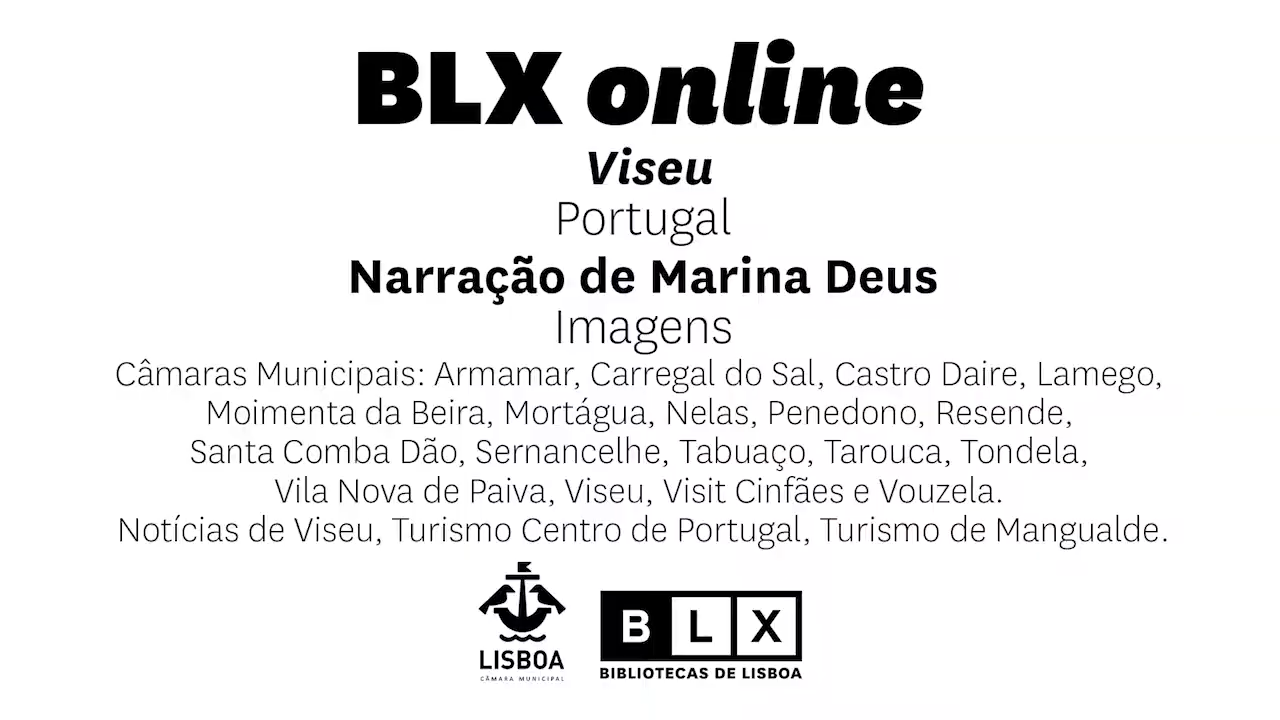 BLX online
Viseu
Portugal
Narração de Marina Deus
Imagens
Câmaras Municipais: Armamar, Carregal do Sal, Castro Daire, Lamego,
Moimenta da Beira, Mortágua, Nelas, Penedono, Resende,
Santa Comba Dão, Sernancelhe, Tabuaço, Tarouca, Tondela,
Vila Nova de Paiva, Viseu, Visit Cinfães e Vouzela.
Notícias de Viseu, Turismo Centro de Portugal, Turismo de Mangualde.
LISBOA
CÂMARA MUNICIPAL
B L X
BIBLIOTECAS DE LISBOA